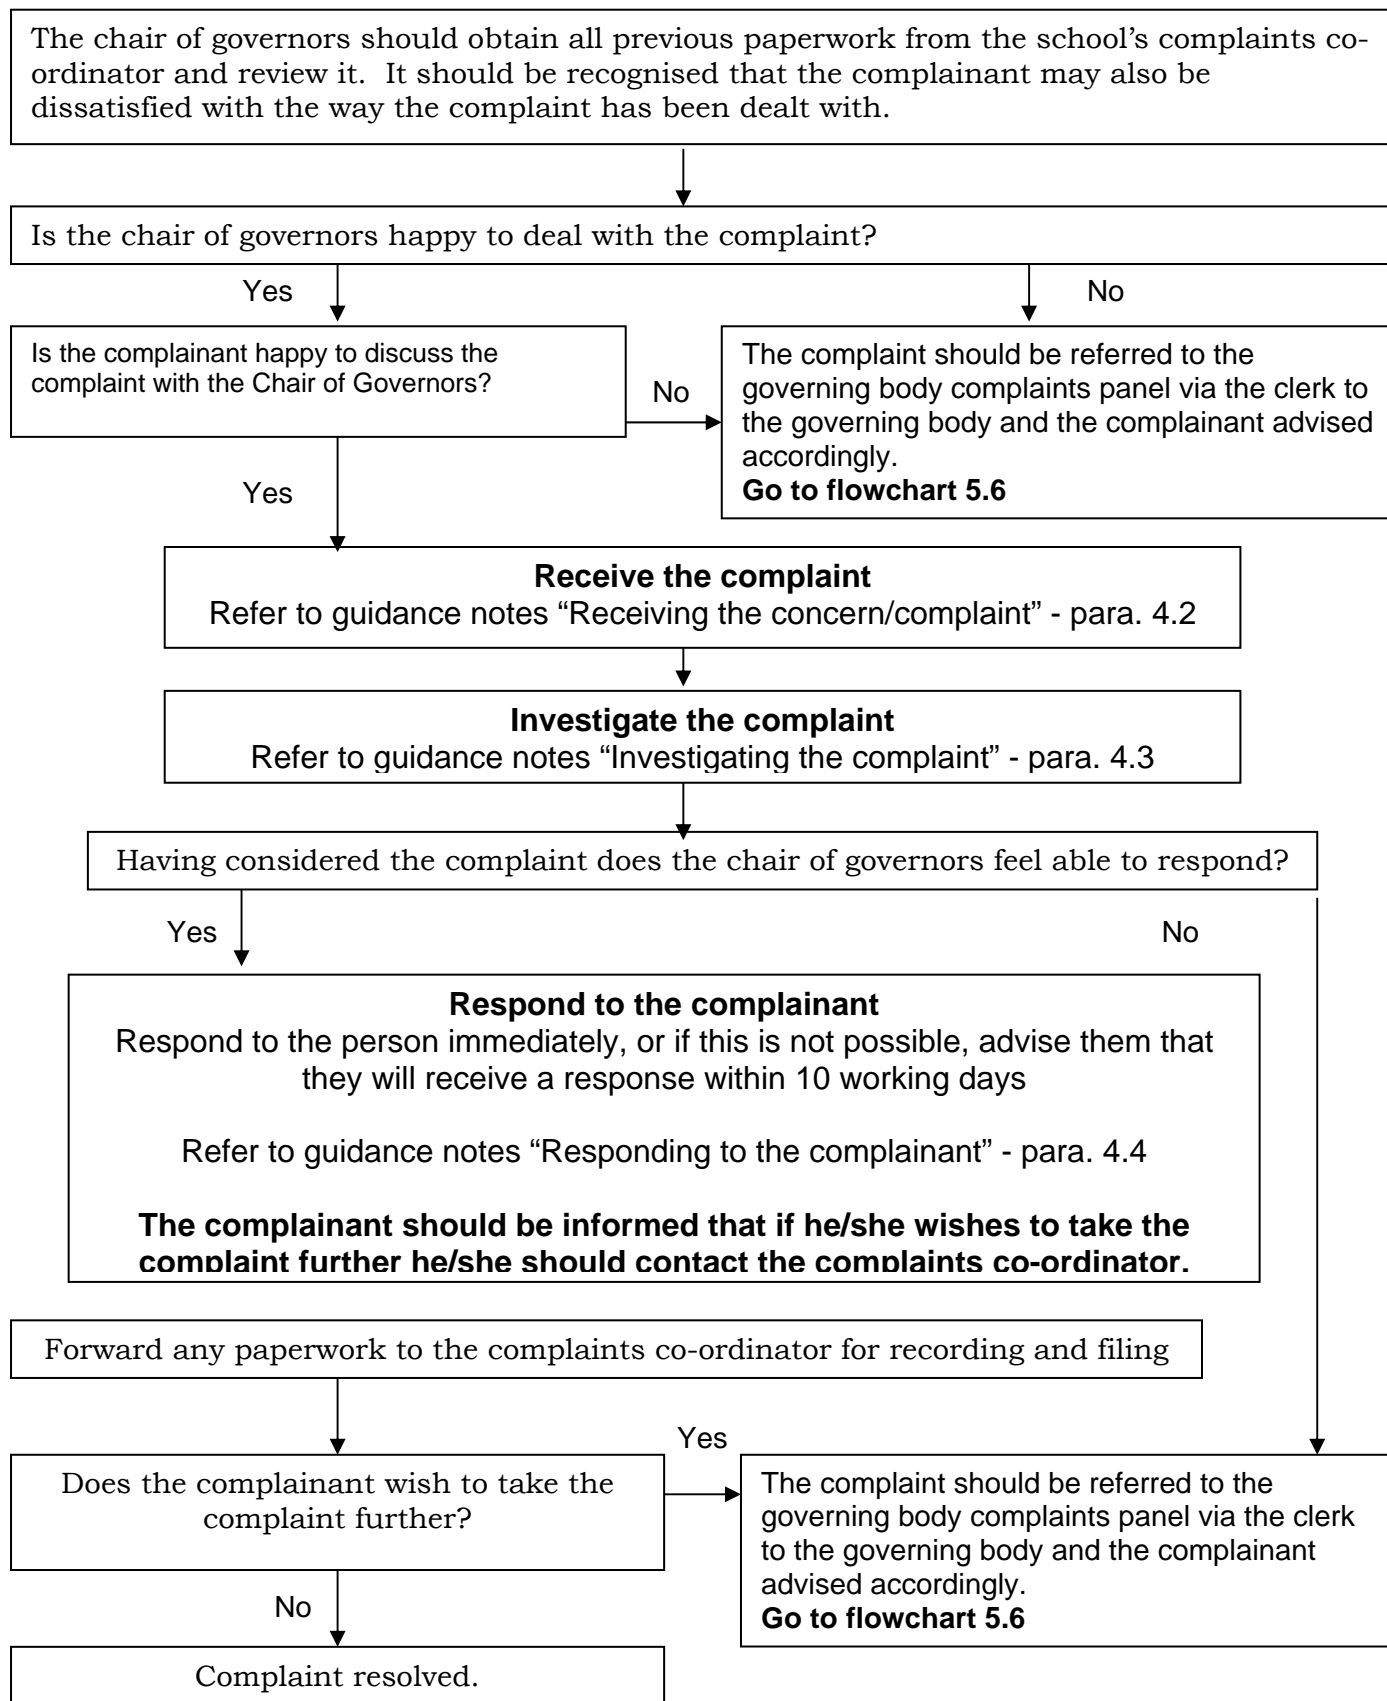 The chair of governors should obtain all previous paperwork from the school’s complaints co-
ordinator and review it.  It should be recognised that the complainant may also be
dissatisfied with the way the complaint has been dealt with.
Is the chair of governors happy to deal with the complaint?
Yes
No
Is the complainant happy to discuss the
complaint with the Chair of Governors?
No
The complaint should be referred to the
governing body complaints panel via the clerk to
the governing body and the complainant advised
accordingly.
Go to flowchart 5.6
Yes
Receive the complaint
Refer to guidance notes “Receiving the concern/complaint” - para. 4.2
Investigate the complaint
Refer to guidance notes “Investigating the complaint” - para. 4.3
Having considered the complaint does the chair of governors feel able to respond?
Yes
No
Respond to the complainant
Respond to the person immediately, or if this is not possible, advise them that
they will receive a response within 10 working days
Refer to guidance notes “Responding to the complainant” - para. 4.4
The complainant should be informed that if he/she wishes to take the
complaint further he/she should contact the complaints co-ordinator.
Forward any paperwork to the complaints co-ordinator for recording and filing
Yes
Does the complainant wish to take the
complaint further?
The complaint should be referred to the
governing body complaints panel via the clerk
to the governing body and the complainant
advised accordingly.
Go to flowchart 5.6
No
Complaint resolved.